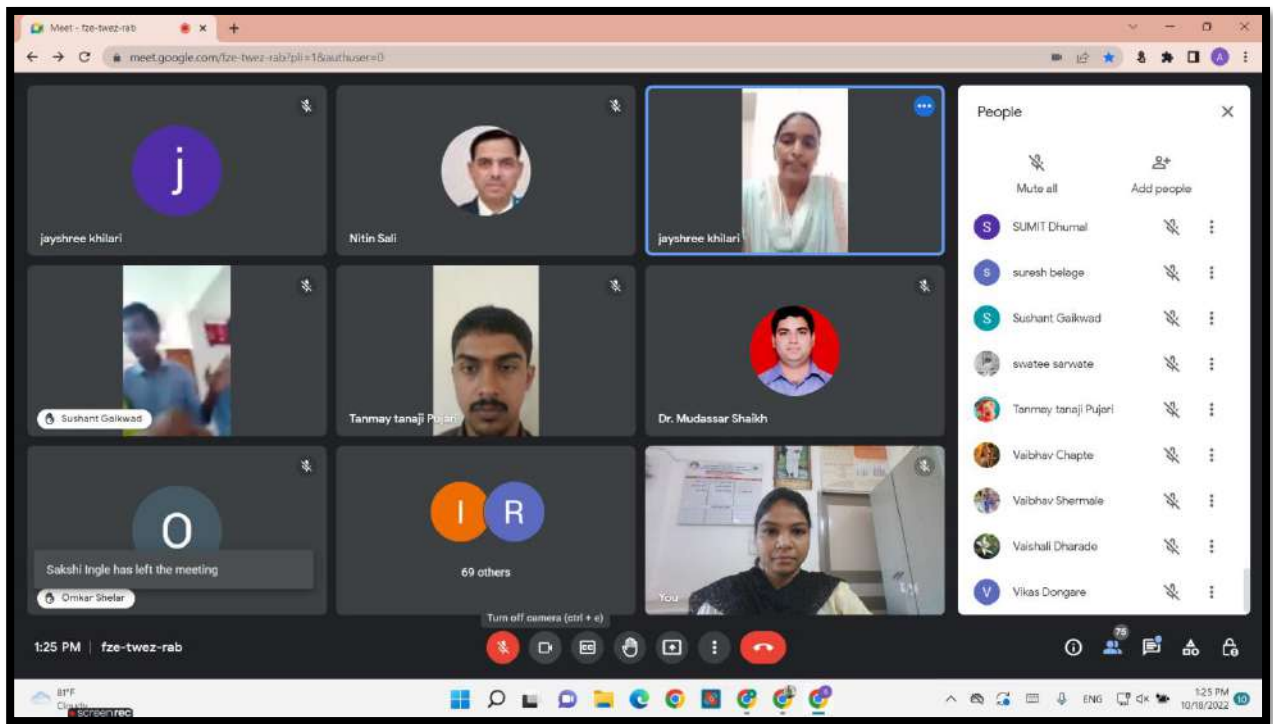 Meet - fze-twez-rab
meet.google.com/fze-twez-rab?pli=1&authuser=0
A
j
jayshree khilari
Nitin Sali
jayshree khilari
Sushant Gaikwad
Tanmay tanaji Pujari
Dr. Mudassar Shaikh
O
Sakshi Ingle has left the meeting
Omkar Shelar
I R
69 others
You
Turn off camera (ctrl + e)
People
Mute all
Add people
S SUMIT Dhumal
s suresh belage
S Sushant Gaikwad
swatee sarwate
Tanmay tanaji Pujari
Vaibhav Chapte
Vaibhav Shermale
Vaishali Dharade
V Vikas Dongare
1:25 PM | fze-twez-rab
75
81°F
Cloudy
screenrec
ENG
1:25 PM
10/18/2022
10